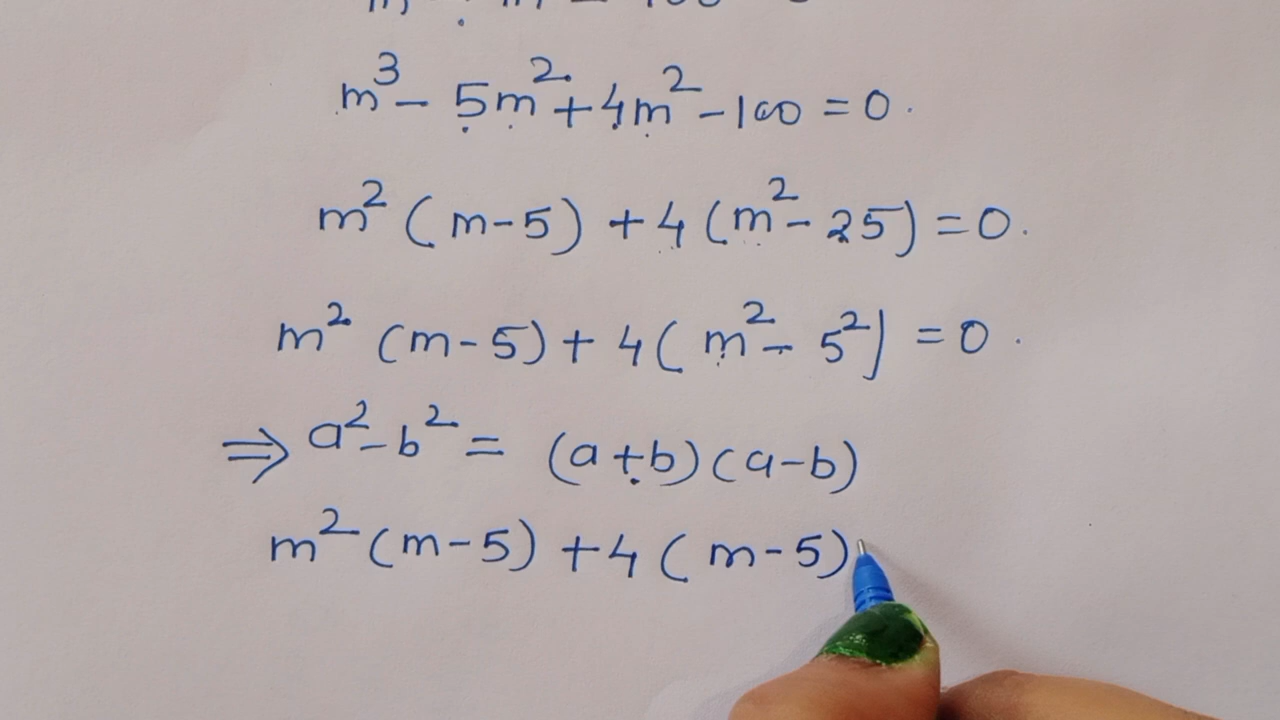 m³ - 5m² + 4m² - 100 = 0.
m² (m-5) + 4 (m² - 25) = 0.
m² (m-5) + 4 ( m² - 5²) = 0.
⇒ a² - b² = (a+b)(a-b)
m² (m-5) + 4 ( m-5)